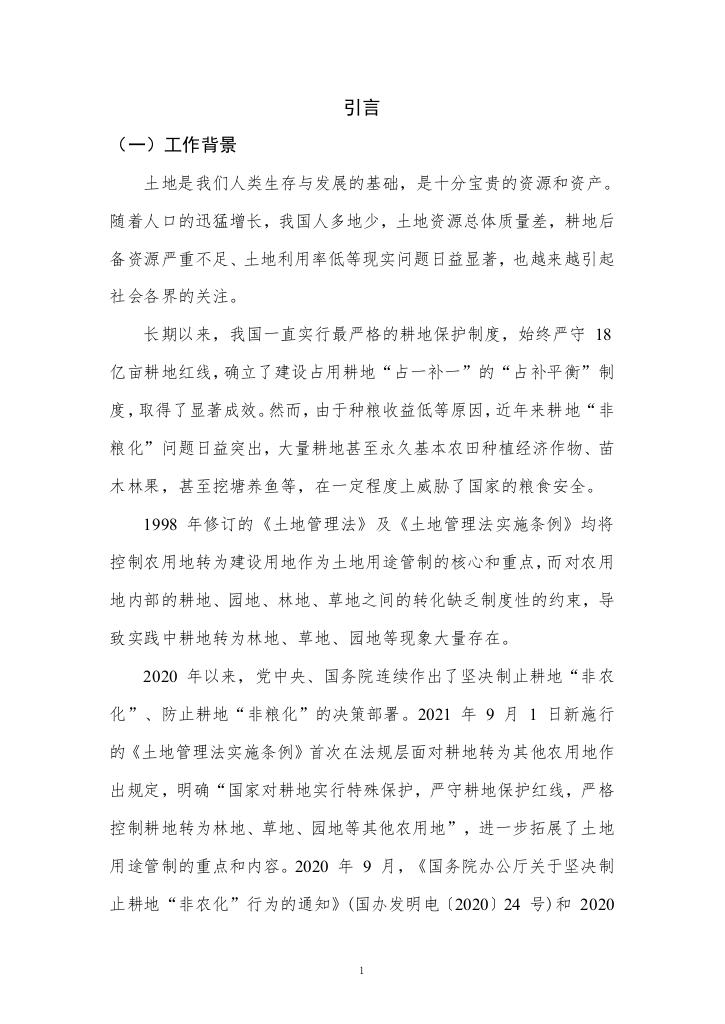 引言
（一）工作背景
土地是我们人类生存与发展的基础，是十分宝贵的资源和资产。
随着人口的迅猛增长，我国人多地少，土地资源总体质量差，耕地后
备资源严重不足、土地利用率低等现实问题日益显著，也越来越引起
社会各界的关注。
长期以来，我国一直实行最严格的耕地保护制度，始终严守 18
亿亩耕地红线，确立了建设占用耕地“占一补一”的“占补平衡”制
度，取得了显著成效。然而，由于种粮收益低等原因，近年来耕地“非
粮化”问题日益突出，大量耕地甚至永久基本农田种植经济作物、苗
木林果，甚至挖塘养鱼等，在一定程度上威胁了国家的粮食安全。
1998 年修订的《土地管理法》及《土地管理法实施条例》均将
控制农用地转为建设用地作为土地用途管制的核心和重点，而对农用
地内部的耕地、园地、林地、草地之间的转化缺乏制度性的约束，导
致实践中耕地转为林地、草地、园地等现象大量存在。
2020 年以来，党中央、国务院连续作出了坚决制止耕地“非农
化”、防止耕地“非粮化”的决策部署。2021 年 9 月 1 日新施行
的《土地管理法实施条例》首次在法规层面对耕地转为其他农用地作
出规定，明确“国家对耕地实行特殊保护，严守耕地保护红线，严格
控制耕地转为林地、草地、园地等其他农用地”，进一步拓展了土地
用途管制的重点和内容。2020 年 9 月，《国务院办公厅关于坚决制
止耕地“非农化”行为的通知》(国办发明电〔2020〕24 号)和 2020
1